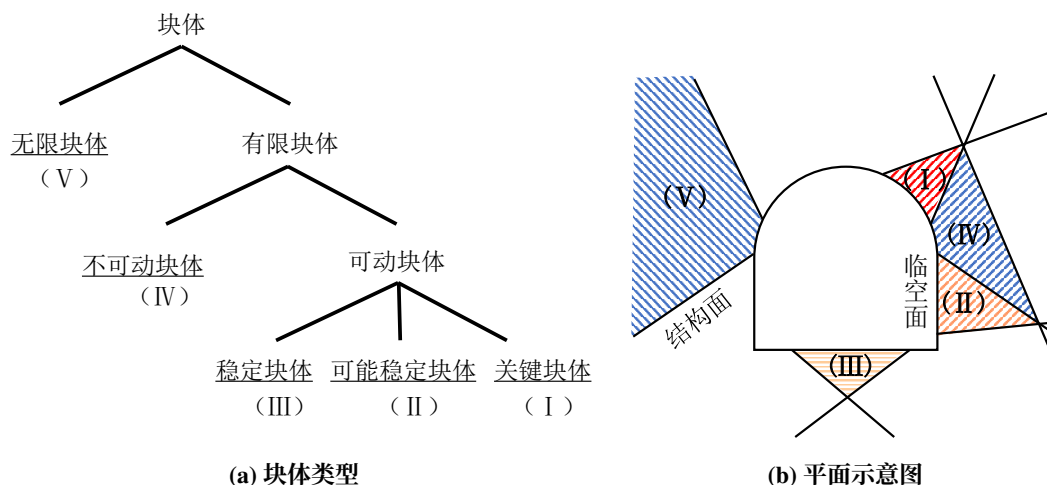 块体
无限块体
（Ⅴ）
有限块体
不可动块体
（Ⅳ）
可动块体
稳定块体
（Ⅲ）
可能稳定块体
（Ⅱ）
关键块体
（Ⅰ）
(a) 块体类型
（Ⅴ）
（Ⅰ）
（Ⅳ）
（Ⅱ）
（Ⅲ）
临空面
结构面
(b) 平面示意图